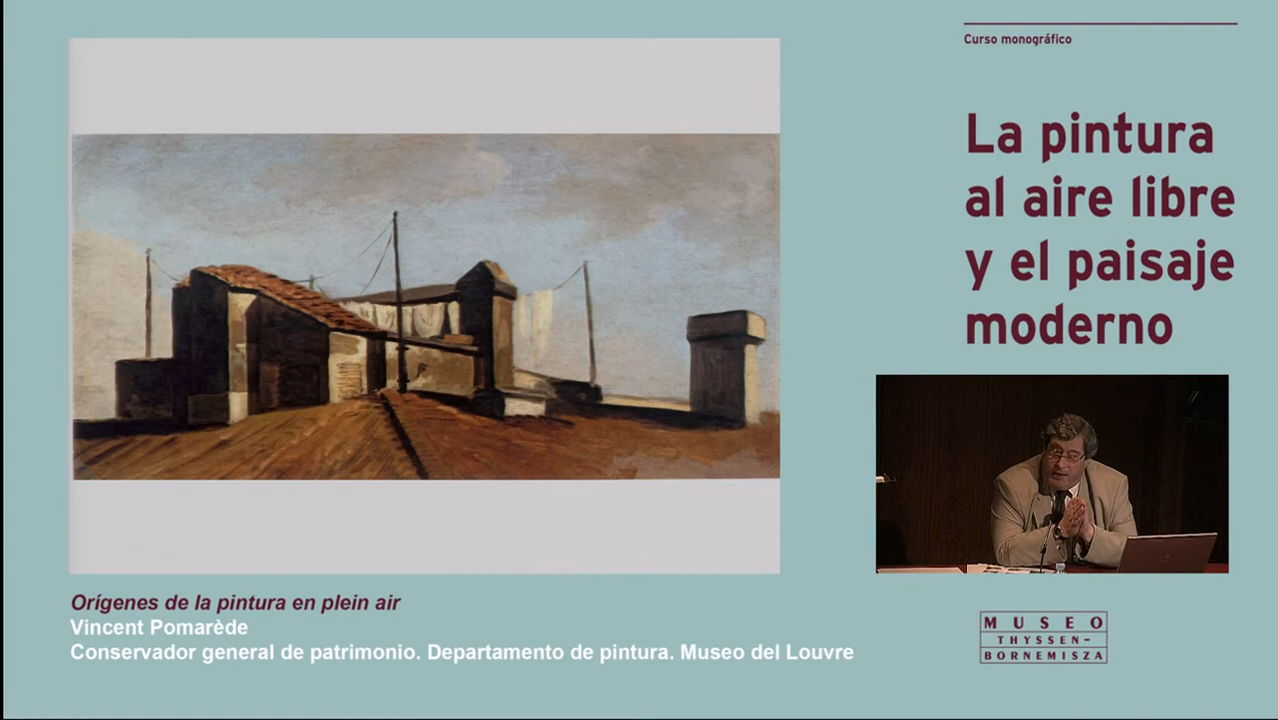 Curso monográfico
La pintura
al aire libre
y el paisaje
moderno
Orígenes de la pintura en plein air
Vincent Pomarède
Conservador general de patrimonio. Departamento de pintura. Museo del Louvre
MUSEO
THYSSEN-
BORNEMISZA